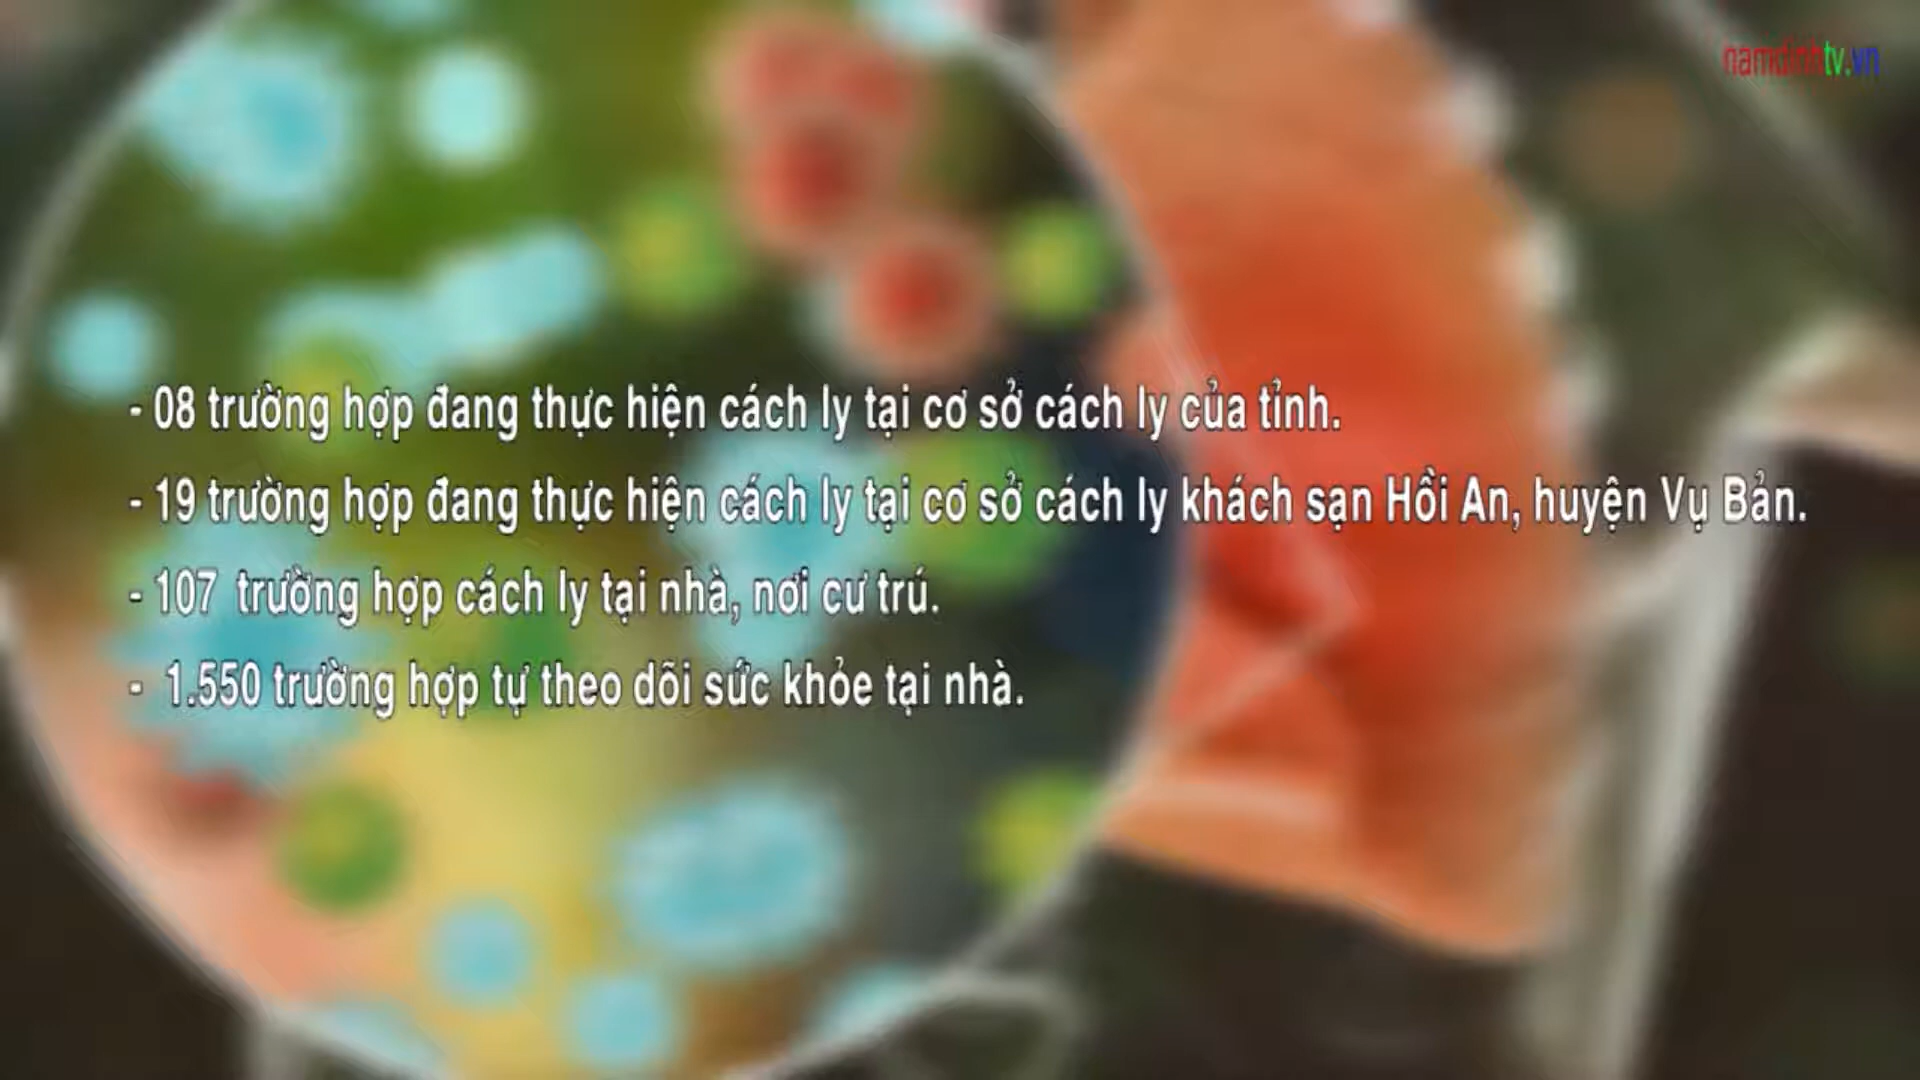 namdinhtv.vn
- 08 trường hợp đang thực hiện cách ly tại cơ sở cách ly của tỉnh.
- 19 trường hợp đang thực hiện cách ly tại cơ sở cách ly khách sạn Hồi An, huyện Vụ Bản.
- 107 trường hợp cách ly tại nhà, nơi cư trú.
- 1.550 trường hợp tự theo dõi sức khỏe tại nhà.